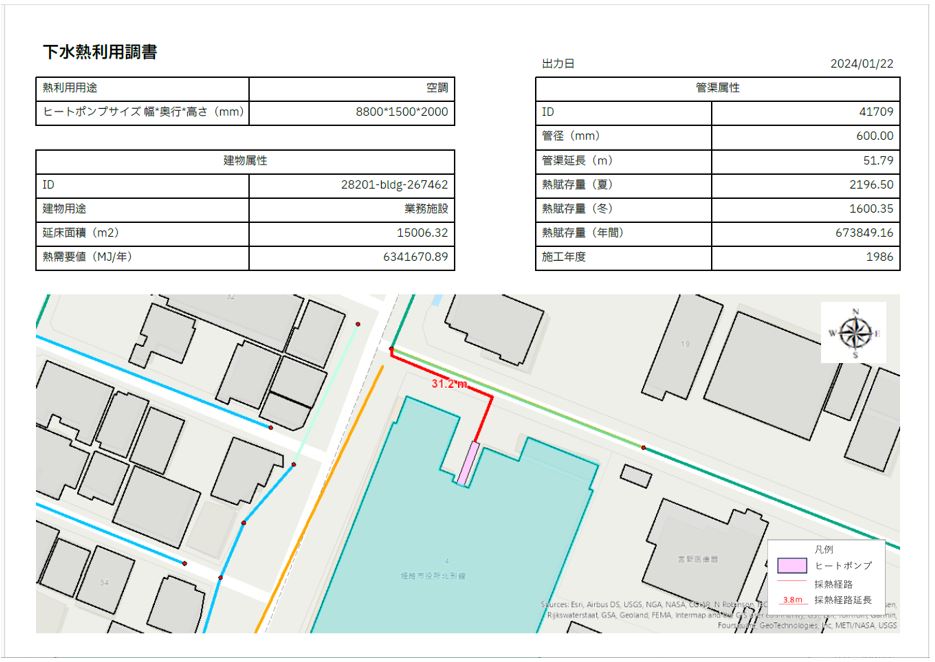 下水熱利用調書
出力日 2024/01/22
熱利用用途 空調
ヒートポンプサイズ 幅*奥行*高さ（mm） 8800*1500*2000
建物属性
ID 28201-bldg-267462
建物用途 業務施設
延床面積（m2） 15006.32
熱需要値（MJ/年） 6341670.89
管渠属性
ID 41709
管径（mm） 600.00
管渠延長（m） 51.79
熱賦存量（夏） 2196.50
熱賦存量（冬） 1600.35
熱賦存量（年間） 673849.16
施工年度 1986
N
W E
S
32
19
31.2 m
54
4
姫路市役所北別館
凡例
ヒートポンプ
採熱経路
3.8m 採熱経路延長
Sources: Esri, Airbus DS, USGS, NGA, NASA, CGIAR, N Robinson,
Rijkswaterstaat, GSA, Geoland, FEMA, Intermap and the GIS user community,
Foursquare, GeoTechnologies, Inc, METI/NASA, USGS